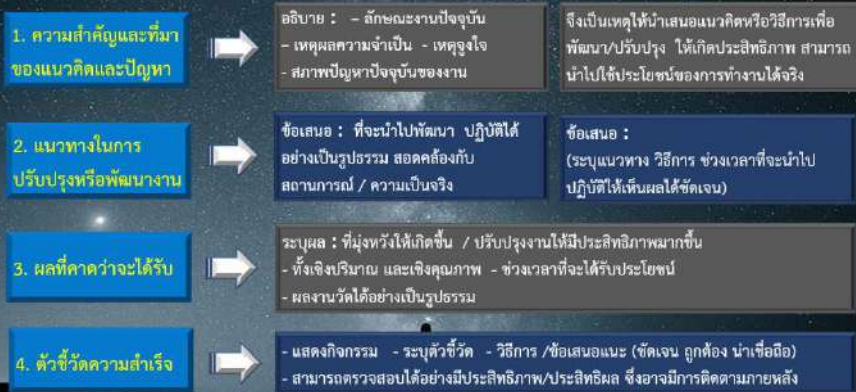 1. ความสำคัญและที่มา
ของแนวคิดและปัญหา
อธิบาย : – ลักษณะงานปัจจุบัน
– เหตุผลความจำเป็น - เหตุจูงใจ
- สภาพปัญหาปัจจุบันของงาน
จึงเป็นเหตุให้นำเสนอแนวคิดหรือวิธีการเพื่อ
พัฒนา/ปรับปรุง ให้เกิดประสิทธิภาพ สามารถ
นำไปใช้ประโยชน์ของการทำงานได้จริง
2. แนวทางในการ
ปรับปรุงหรือพัฒนางาน
ข้อเสนอ : ที่จะนำไปพัฒนา ปฏิบัติได้
อย่างเป็นรูปธรรม สอดคล้องกับ
สถานการณ์ / ความเป็นจริง
ข้อเสนอ :
(ระบุแนวทาง วิธีการ ช่วงเวลาที่จะนำไป
ปฏิบัติให้เห็นผลได้ชัดเจน)
3. ผลที่คาดว่าจะได้รับ
ระบุผล : ที่มุ่งหวังให้เกิดขึ้น / ปรับปรุงงานให้มีประสิทธิภาพมากขึ้น
- ทั้งเชิงปริมาณ และเชิงคุณภาพ - ช่วงเวลาที่จะได้รับประโยชน์
- ผลงานวัดได้อย่างเป็นรูปธรรม
4. ตัวชี้วัดความสำเร็จ
- แสดงกิจกรรม - ระบุตัวชี้วัด - วิธีการ /ข้อเสนอแนะ (ชัดเจน ถูกต้อง น่าเชื่อถือ)
- สามารถตรวจสอบได้อย่างมีประสิทธิภาพ/ประสิทธิผล ซึ่งอาจมีการติดตามภายหลัง